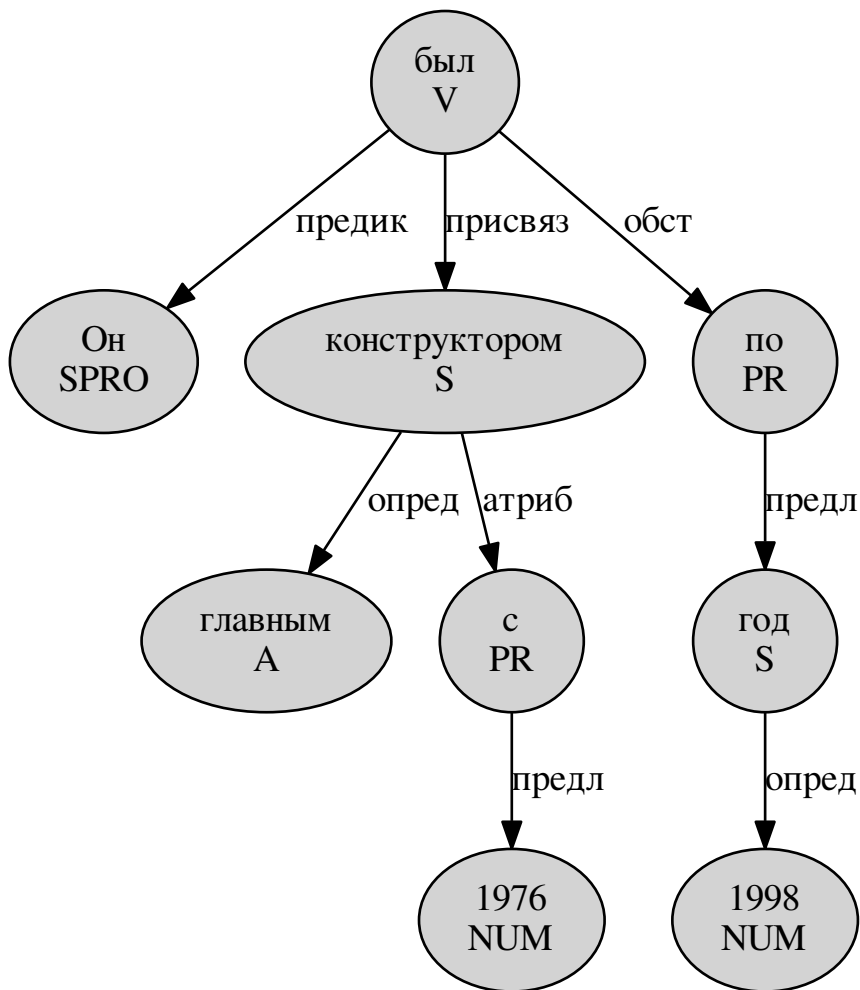 был
V
предик
присвяз
обст
Он
SPRO
конструктором
S
по
PR
опред
атриб
предл
главным
A
с
PR
год
S
предл
опред
1976
NUM
1998
NUM